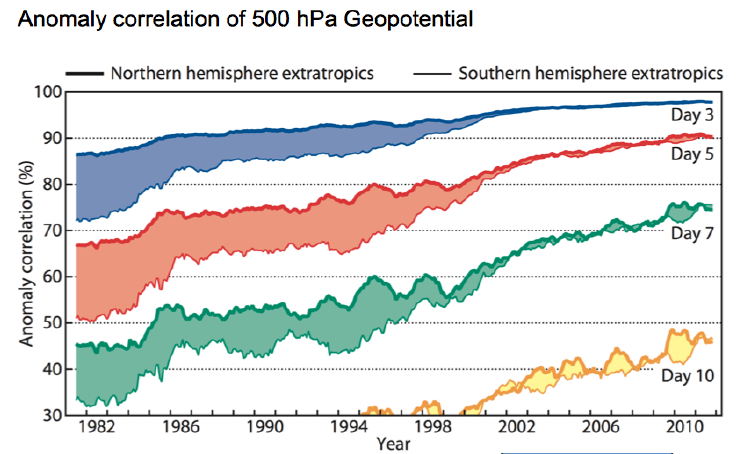 Anomaly correlation of 500 hPa Geopotential
Northern hemisphere extratropics
Southern hemisphere extratropics
Anomaly correlation (%)
100
90
80
70
60
50
40
30
Day 3
Day 5
Day 7
Day 10
1982 1986 1990 1994 1998 2002 2006 2010
Year